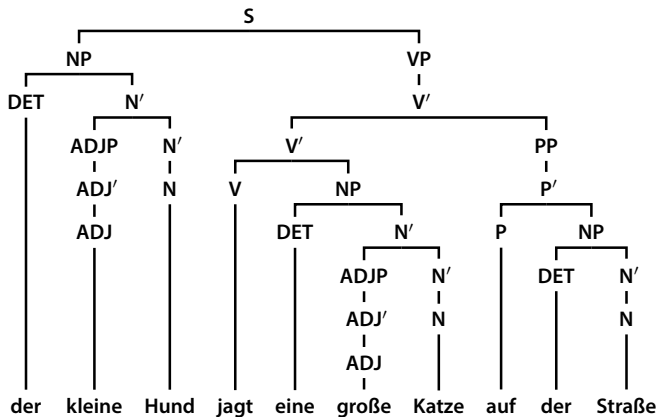 S
NP VP
DET N′ V′
ADJP N′ V′ PP
ADJ′ N V NP P′
ADJ DET N′ P NP
ADJP N′ DET N′
ADJ′ N N
ADJ
der kleine Hund jagt eine große Katze auf der Straße